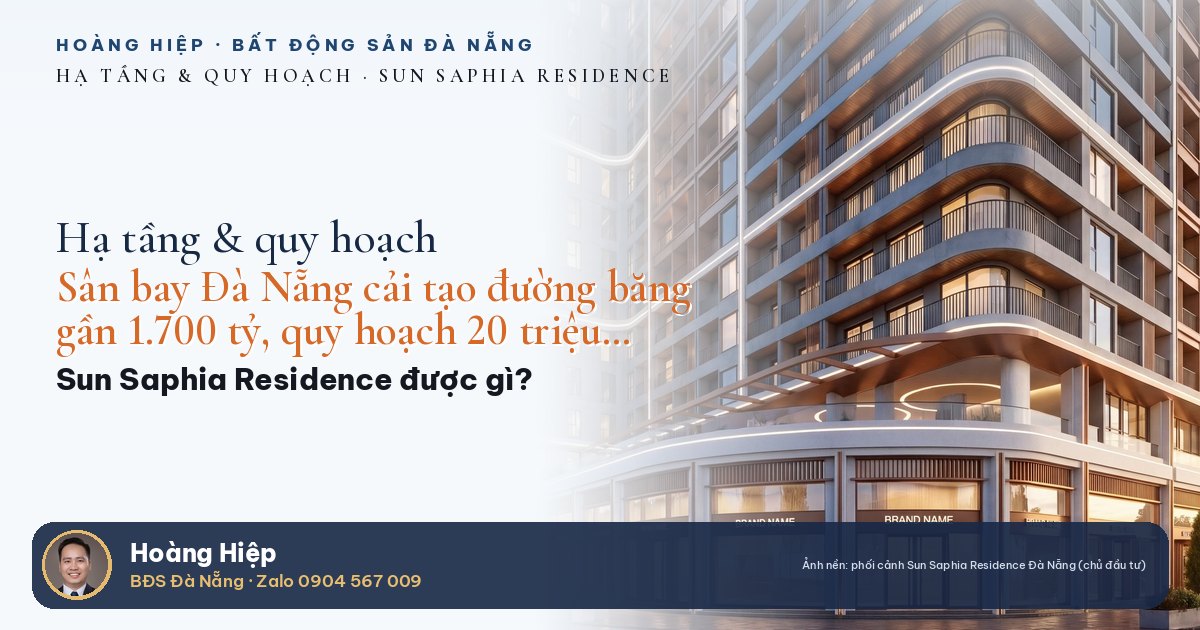 HOÀNG HIỆP · BẤT ĐỘNG SẢN ĐÀ NẴNG
HẠ TẦNG & QUY HOẠCH · SUN SAPHIA RESIDENCE
Hạ tầng & quy hoạch
Sân bay Đà Nẵng cải tạo đường băng
gần 1.700 tỷ, quy hoạch 20 triệu...
Sun Saphia Residence được gì?
BRAND NAME
BRAND NAME
Hoàng Hiệp
BĐS Đà Nẵng · Zalo 0904 567 009
Ảnh nền: phối cảnh Sun Saphia Residence Đà Nẵng (chủ đầu tư)